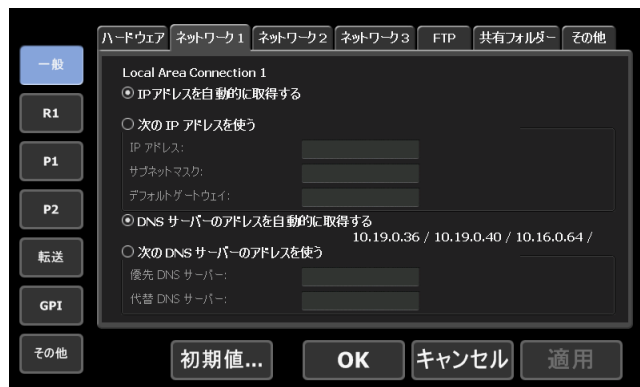 ハードウェア ネットワーク1 ネットワーク2 ネットワーク3 FTP 共有フォルダー その他
一般
R1
P1
P2
転送
GPI
その他
Local Area Connection 1
IPアドレスを自動的に取得する
次の IP アドレスを使う
IP アドレス:
サブネットマスク:
デフォルトゲートウェイ:
DNS サーバーのアドレスを自動的に取得する
10.19.0.36 / 10.19.0.40 / 10.16.0.64 /
次の DNS サーバーのアドレスを使う
優先 DNS サーバー:
代替 DNS サーバー:
初期値... OK キャンセル 適用